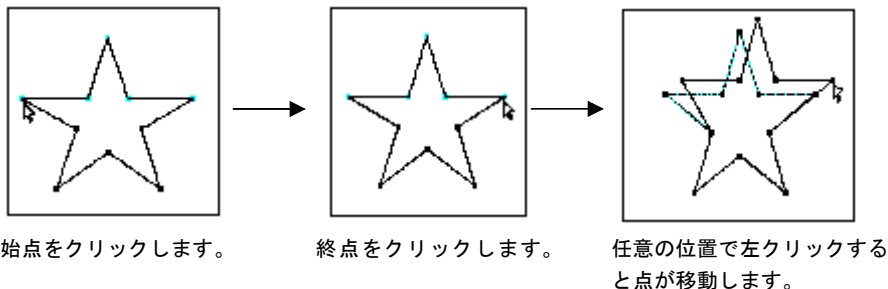 始点をクリックします。
終点をクリックします。
任意の位置で左クリックする
と点が移動します。